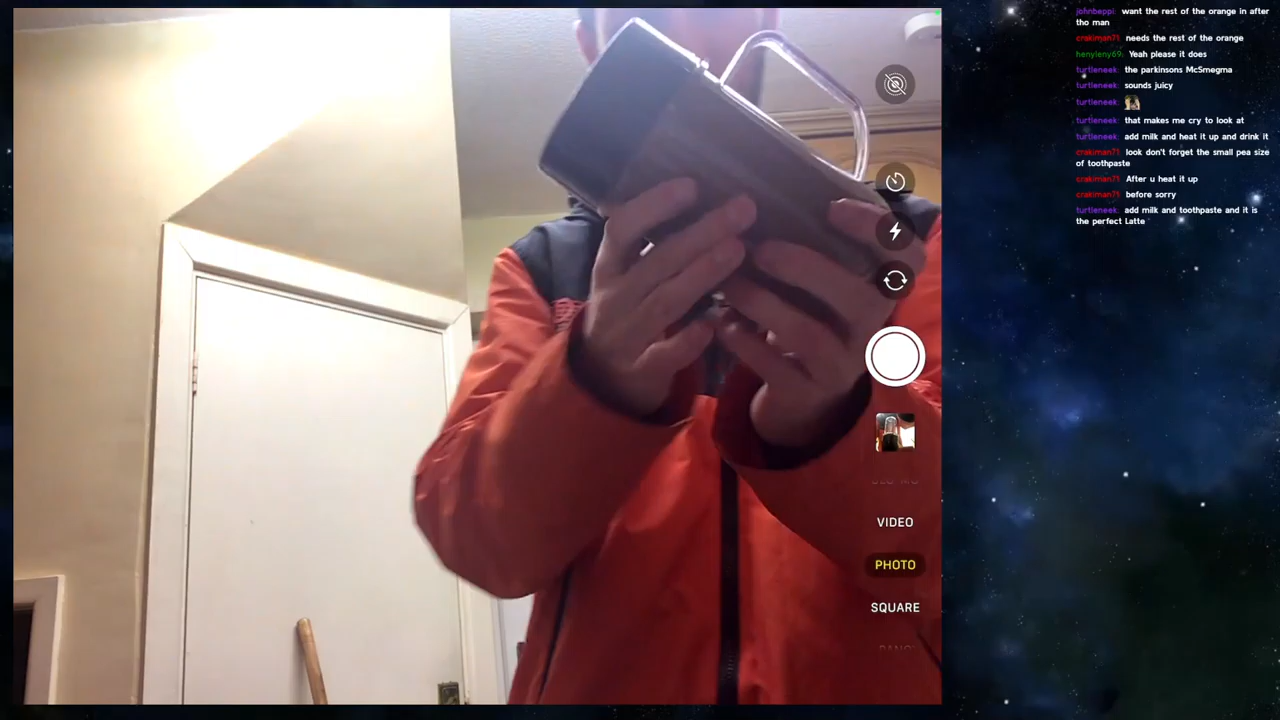 johnbeppi: want the rest of the orange in after
tho man
crakiman71: needs the rest of the orange
henyleny69: Yeah please it does
turtleneek: the parkinsons McSmegma
turtleneek: sounds juicy
turtleneek:
turtleneek: that makes me cry to look at
turtleneek: add milk and heat it up and drink it
crakiman71: look don't forget the small pea size
of toothpaste
crakiman71: After u heat it up
crakiman71: before sorry
turtleneek: add milk and toothpaste and it is
the perfect Latte
VIDEO
PHOTO
SQUARE